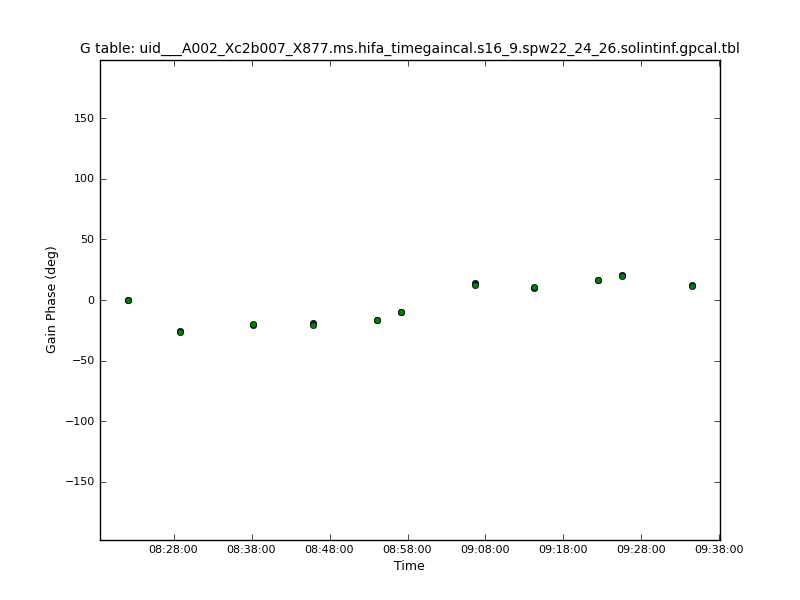 G table: uid___A002_Xc2b007_X877.ms.hifa_timegaincal.s16_9.spw22_24_26.solintinf.gpcal.tbl
150
100
50
0
−50
−100
−150
Gain Phase (deg)
08:28:00 08:38:00 08:48:00 08:58:00 09:08:00 09:18:00 09:28:00 09:38:00
Time